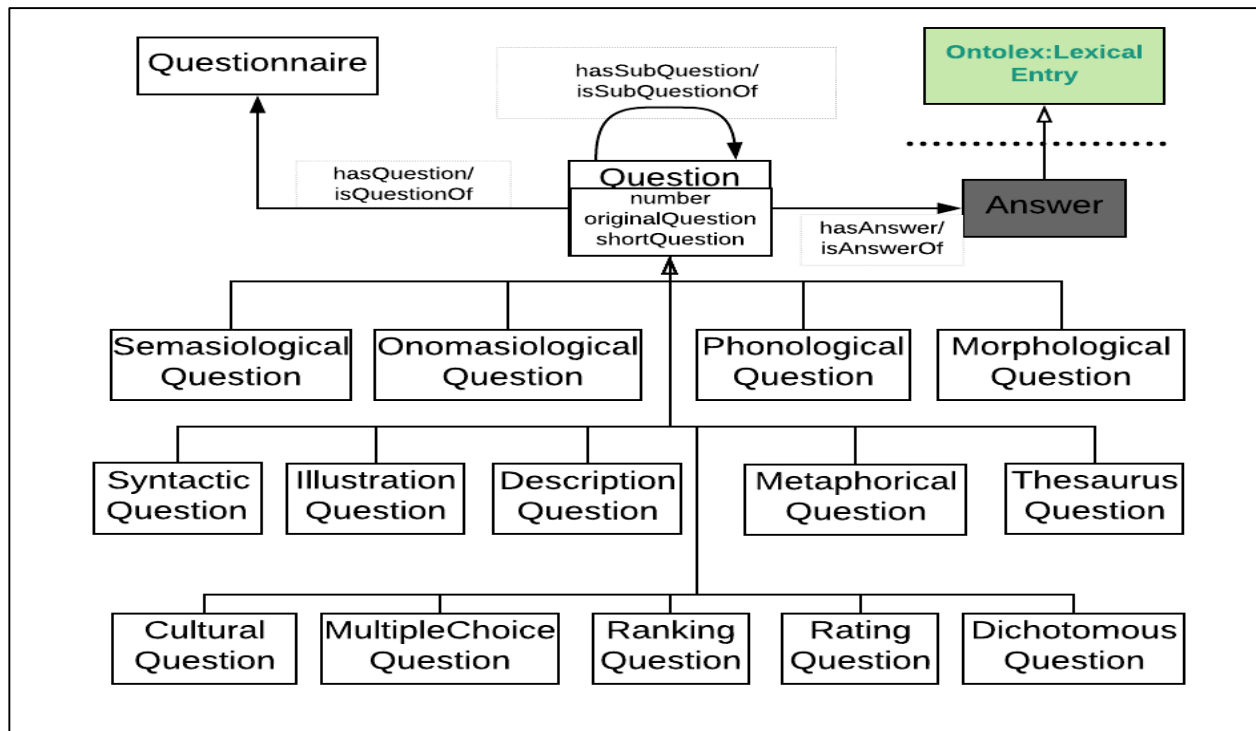 Questionnaire
hasSubQuestion/
isSubQuestionOf
Ontolex:Lexical
Entry
hasQuestion/
isQuestionOf
Question
number
originalQuestion
shortQuestion
Answer
hasAnswer/
isAnswerOf
Semasiological
Question
Onomasiological
Question
Phonological
Question
Morphological
Question
Syntactic
Question
Illustration
Question
Description
Question
Metaphorical
Question
Thesaurus
Question
Cultural
Question
MultipleChoice
Question
Ranking
Question
Rating
Question
Dichotomous
Question